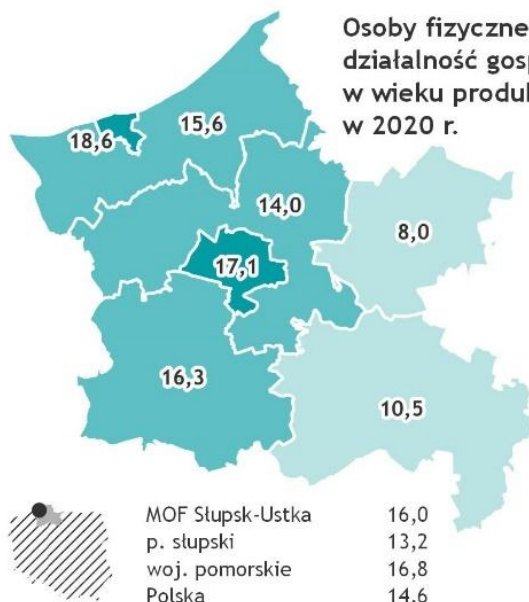 Osoby fizyczne
działalność gosp
w wieku produk
w 2020 r.
15,6
18,6
14,0
8,0
17,1
16,3
10,5
MOF Słupsk-Ustka 16,0
p. słupski 13,2
woj. pomorskie 16,8
Polska 14,6